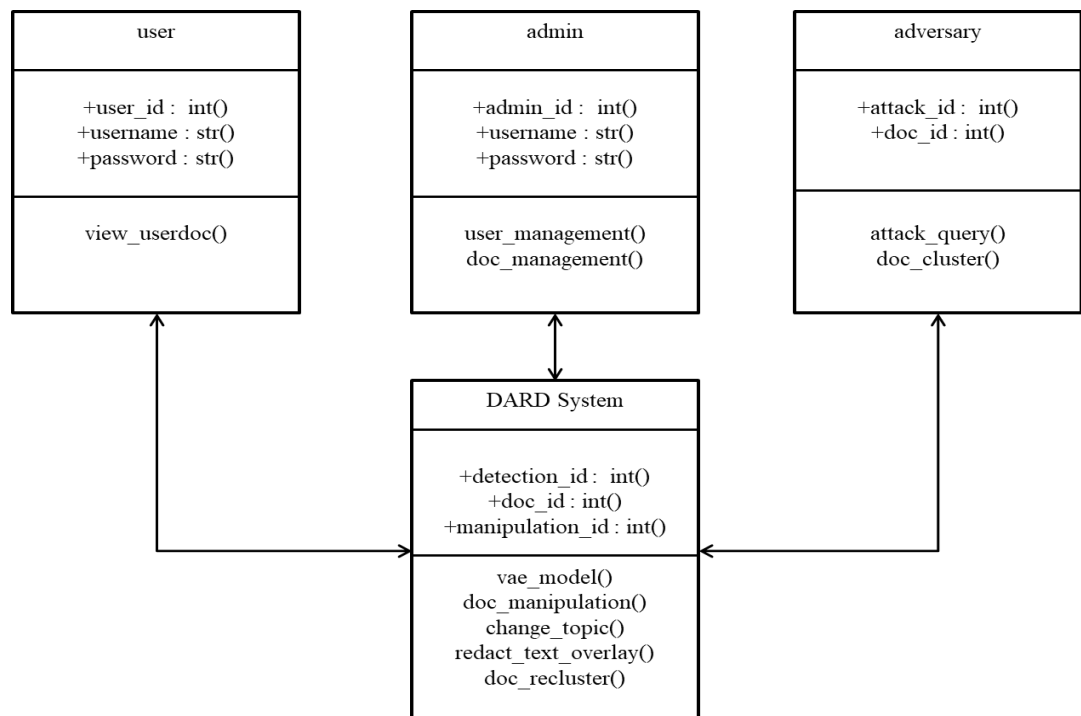 user
+user_id : int()
+username : str()
+password : str()
view_userdoc()
admin
+admin_id : int()
+username : str()
+password : str()
user_management()
doc_management()
adversary
+attack_id : int()
+doc_id : int()
attack_query()
doc_cluster()
DARD System
+detection_id : int()
+doc_id : int()
+manipulation_id : int()
vae_model()
doc_manipulation()
change_topic()
redact_text_overlay()
doc_recluster()